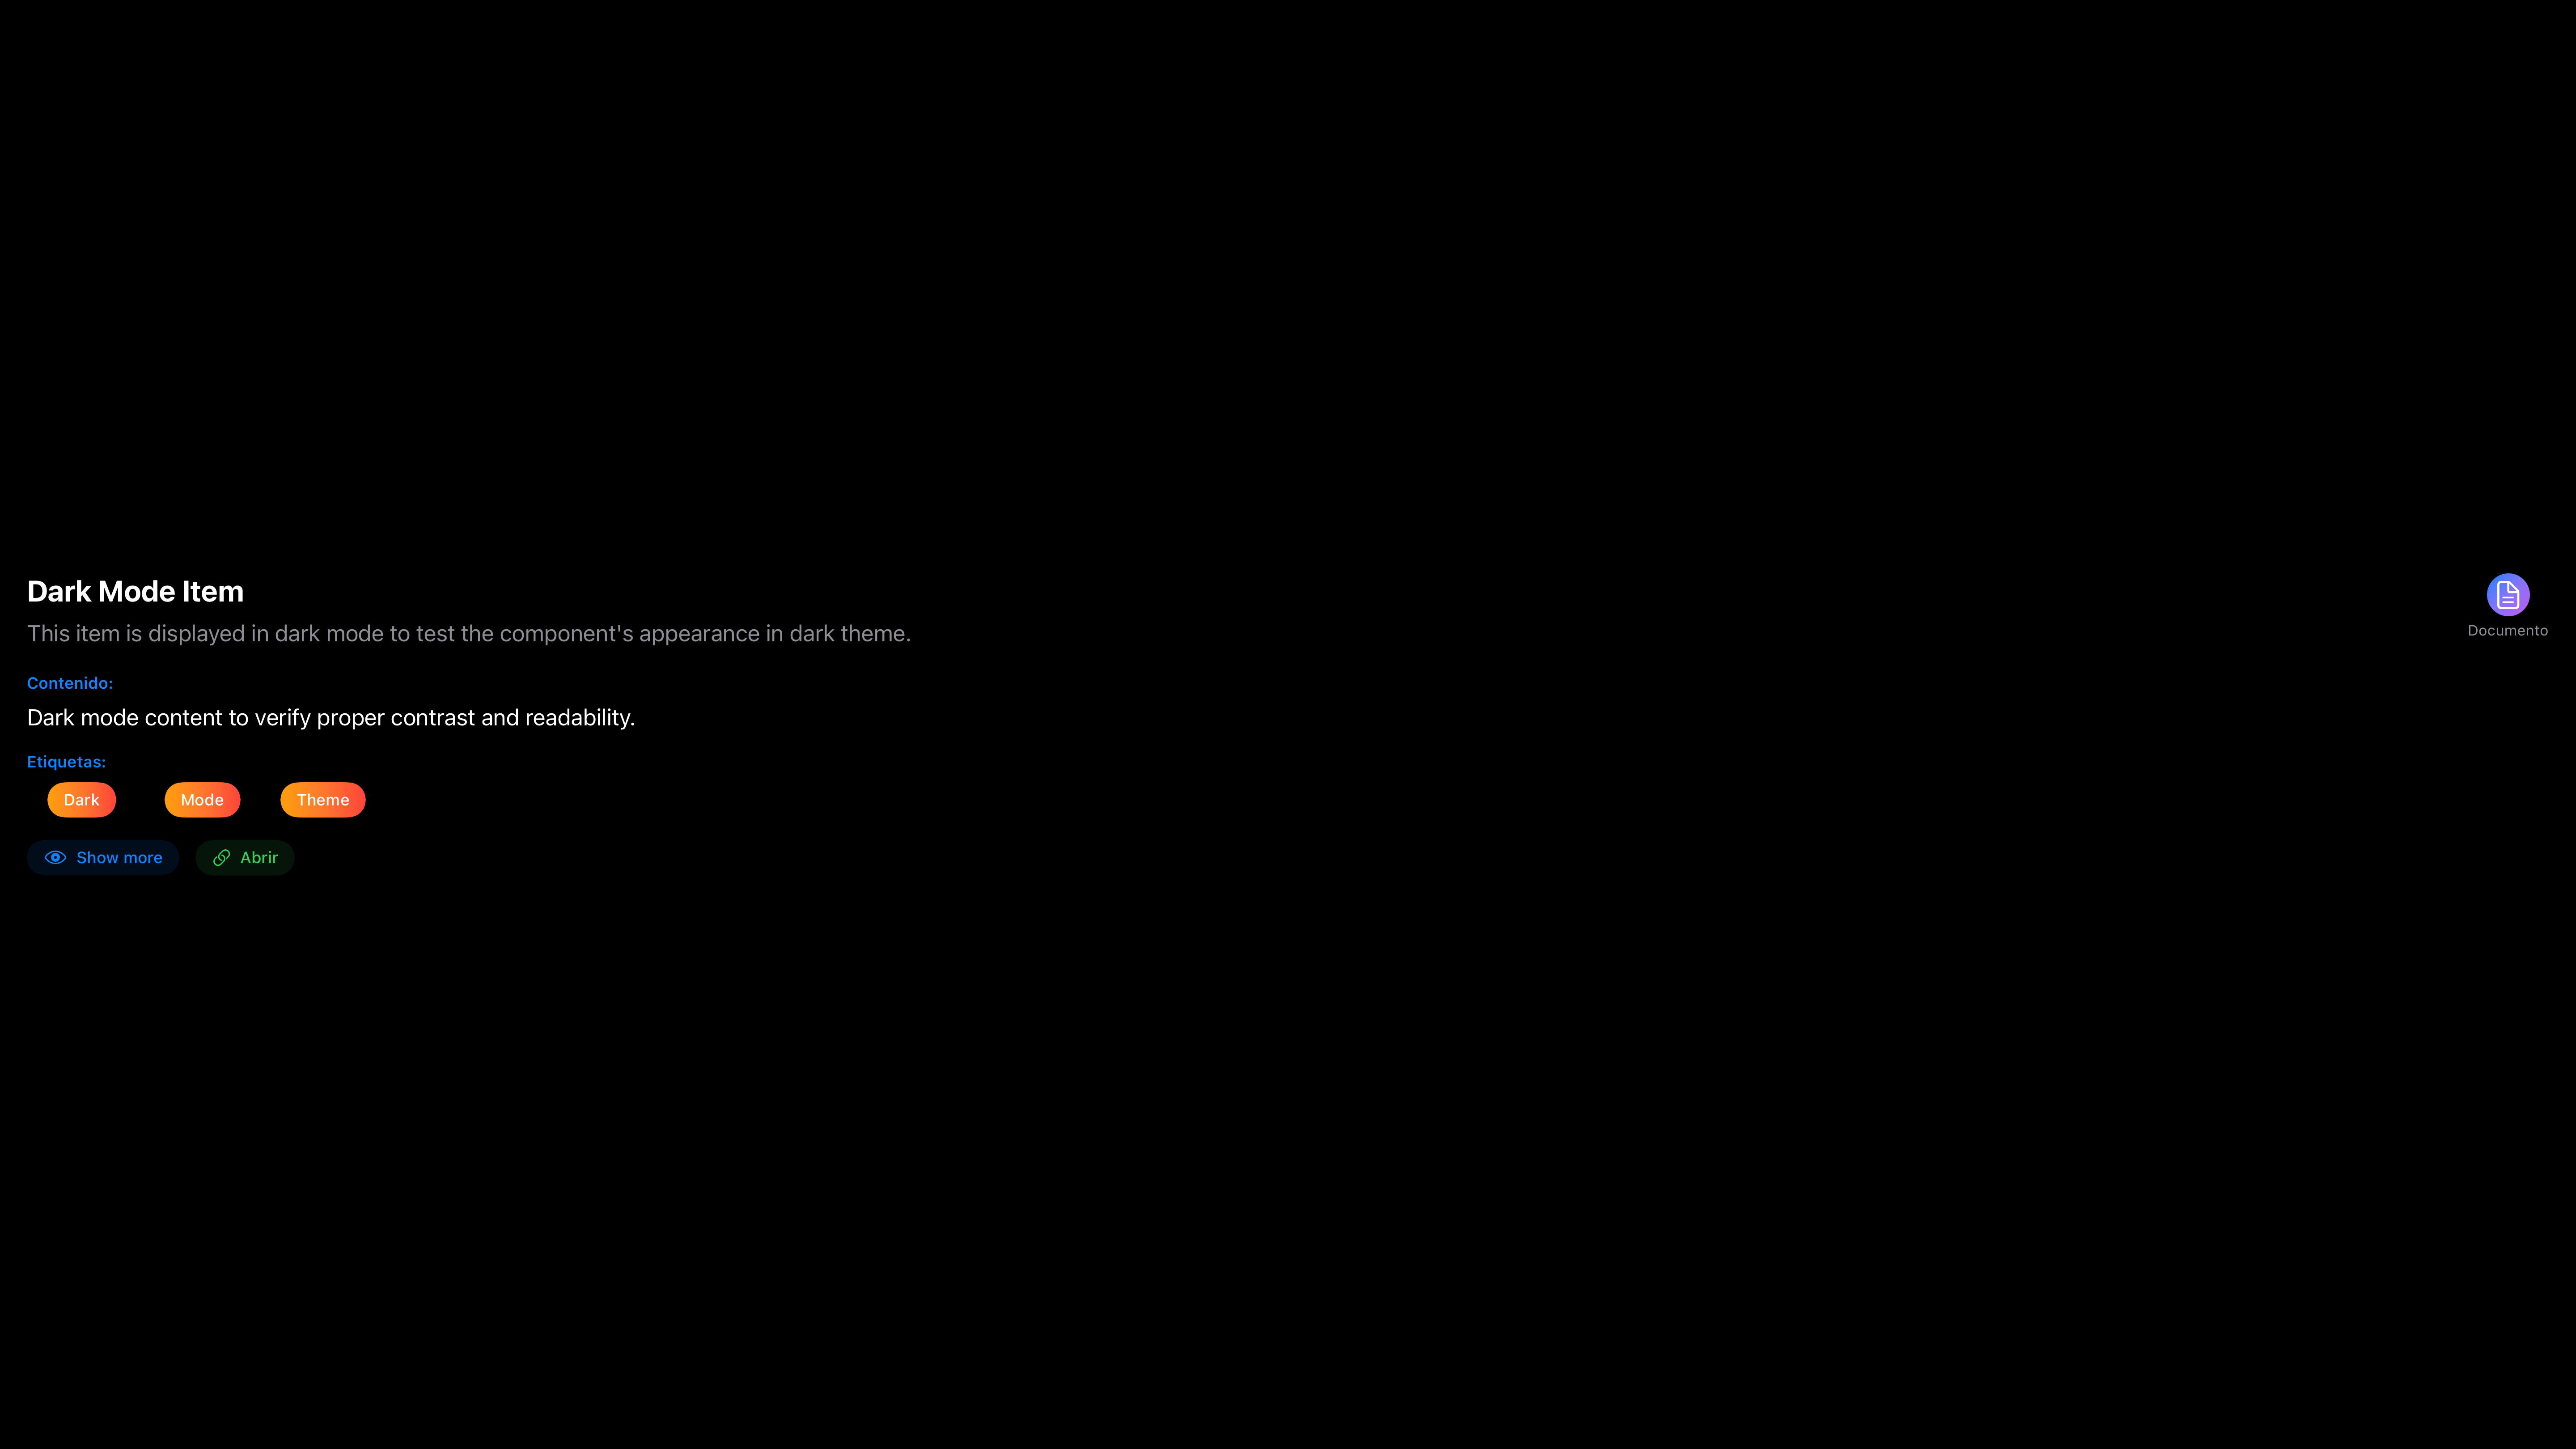 Dark Mode Item
This item is displayed in dark mode to test the component's appearance in dark theme.
Documento
Contenido:
Dark mode content to verify proper contrast and readability.
Etiquetas:
Dark Mode Theme
Show more Abrir